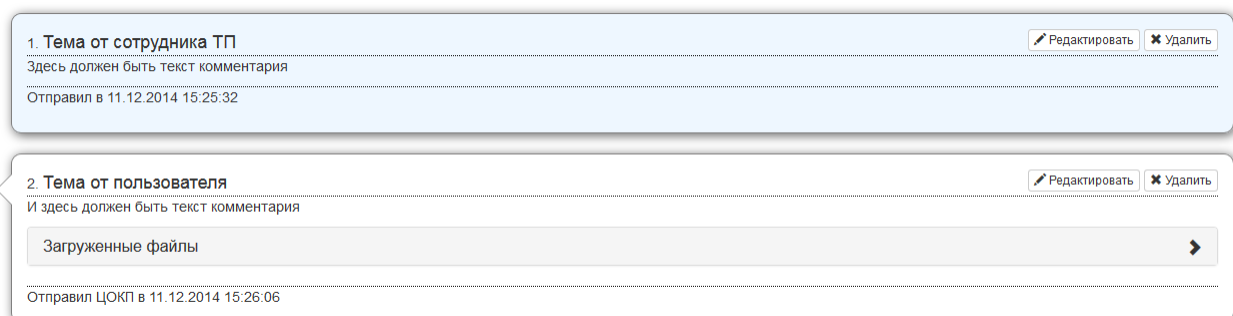 1. Тема от сотрудника ТП
Редактировать
Удалить
Здесь должен быть текст комментария
Отправил в 11.12.2014 15:25:32
2. Тема от пользователя
Редактировать
Удалить
И здесь должен быть текст комментария
Загруженные файлы
Отправил ЦОКП в 11.12.2014 15:26:06